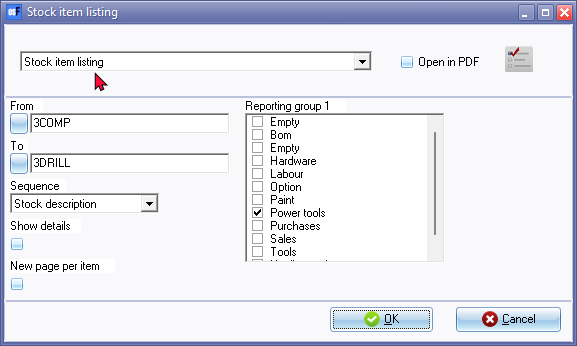 Stock item listing
Stock item listing
Open in PDF
From
3COMP
To
3DRILL
Sequence
Stock description
Show details
New page per item
Reporting group 1
Empty
Bom
Empty
Hardware
Labour
Option
Paint
Power tools
Purchases
Sales
Tools
OK
Cancel